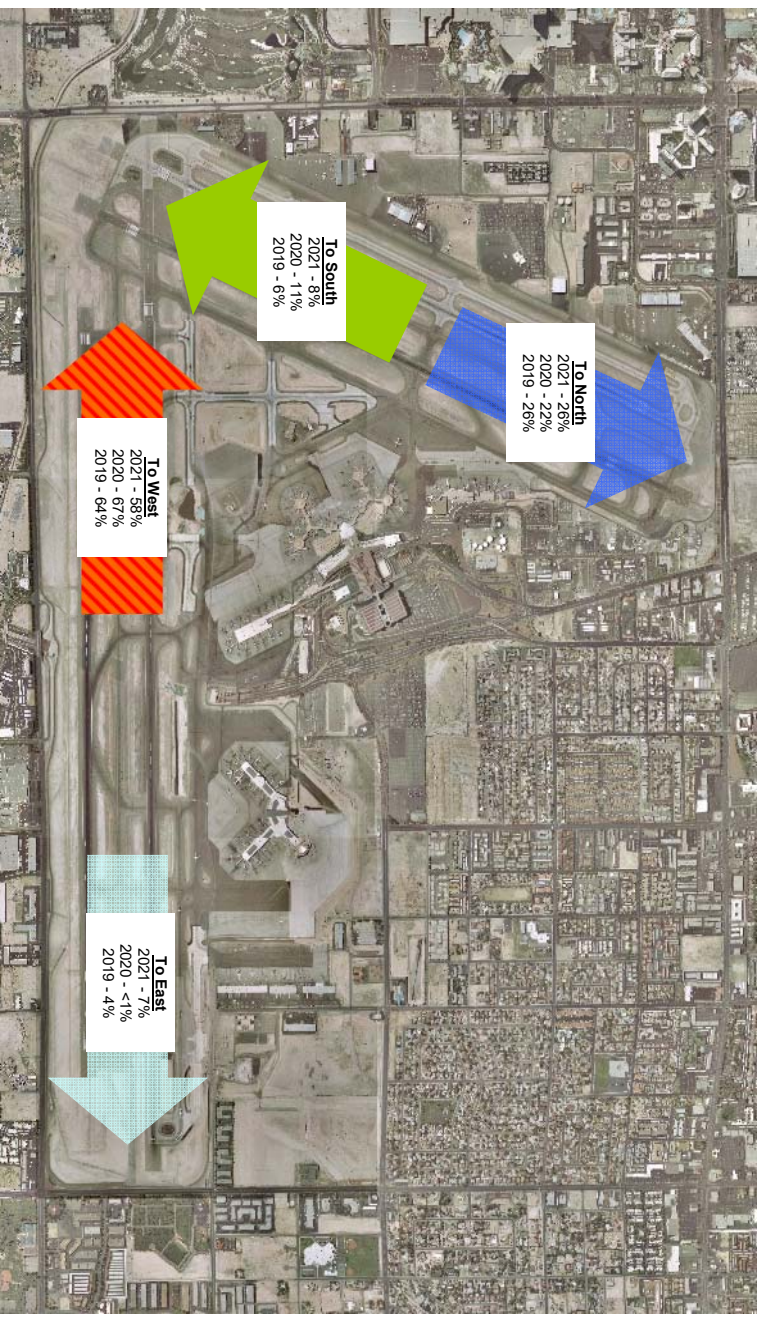 To North
2021 - 26%
2020 - 22%
2019 - 26%
To South
2021 - 8%
2020 - 11%
2019 - 6%
To West
2021 - 58%
2020 - 67%
2019 - 64%
To East
2021 - 7%
2020 - <1%
2019 - 4%